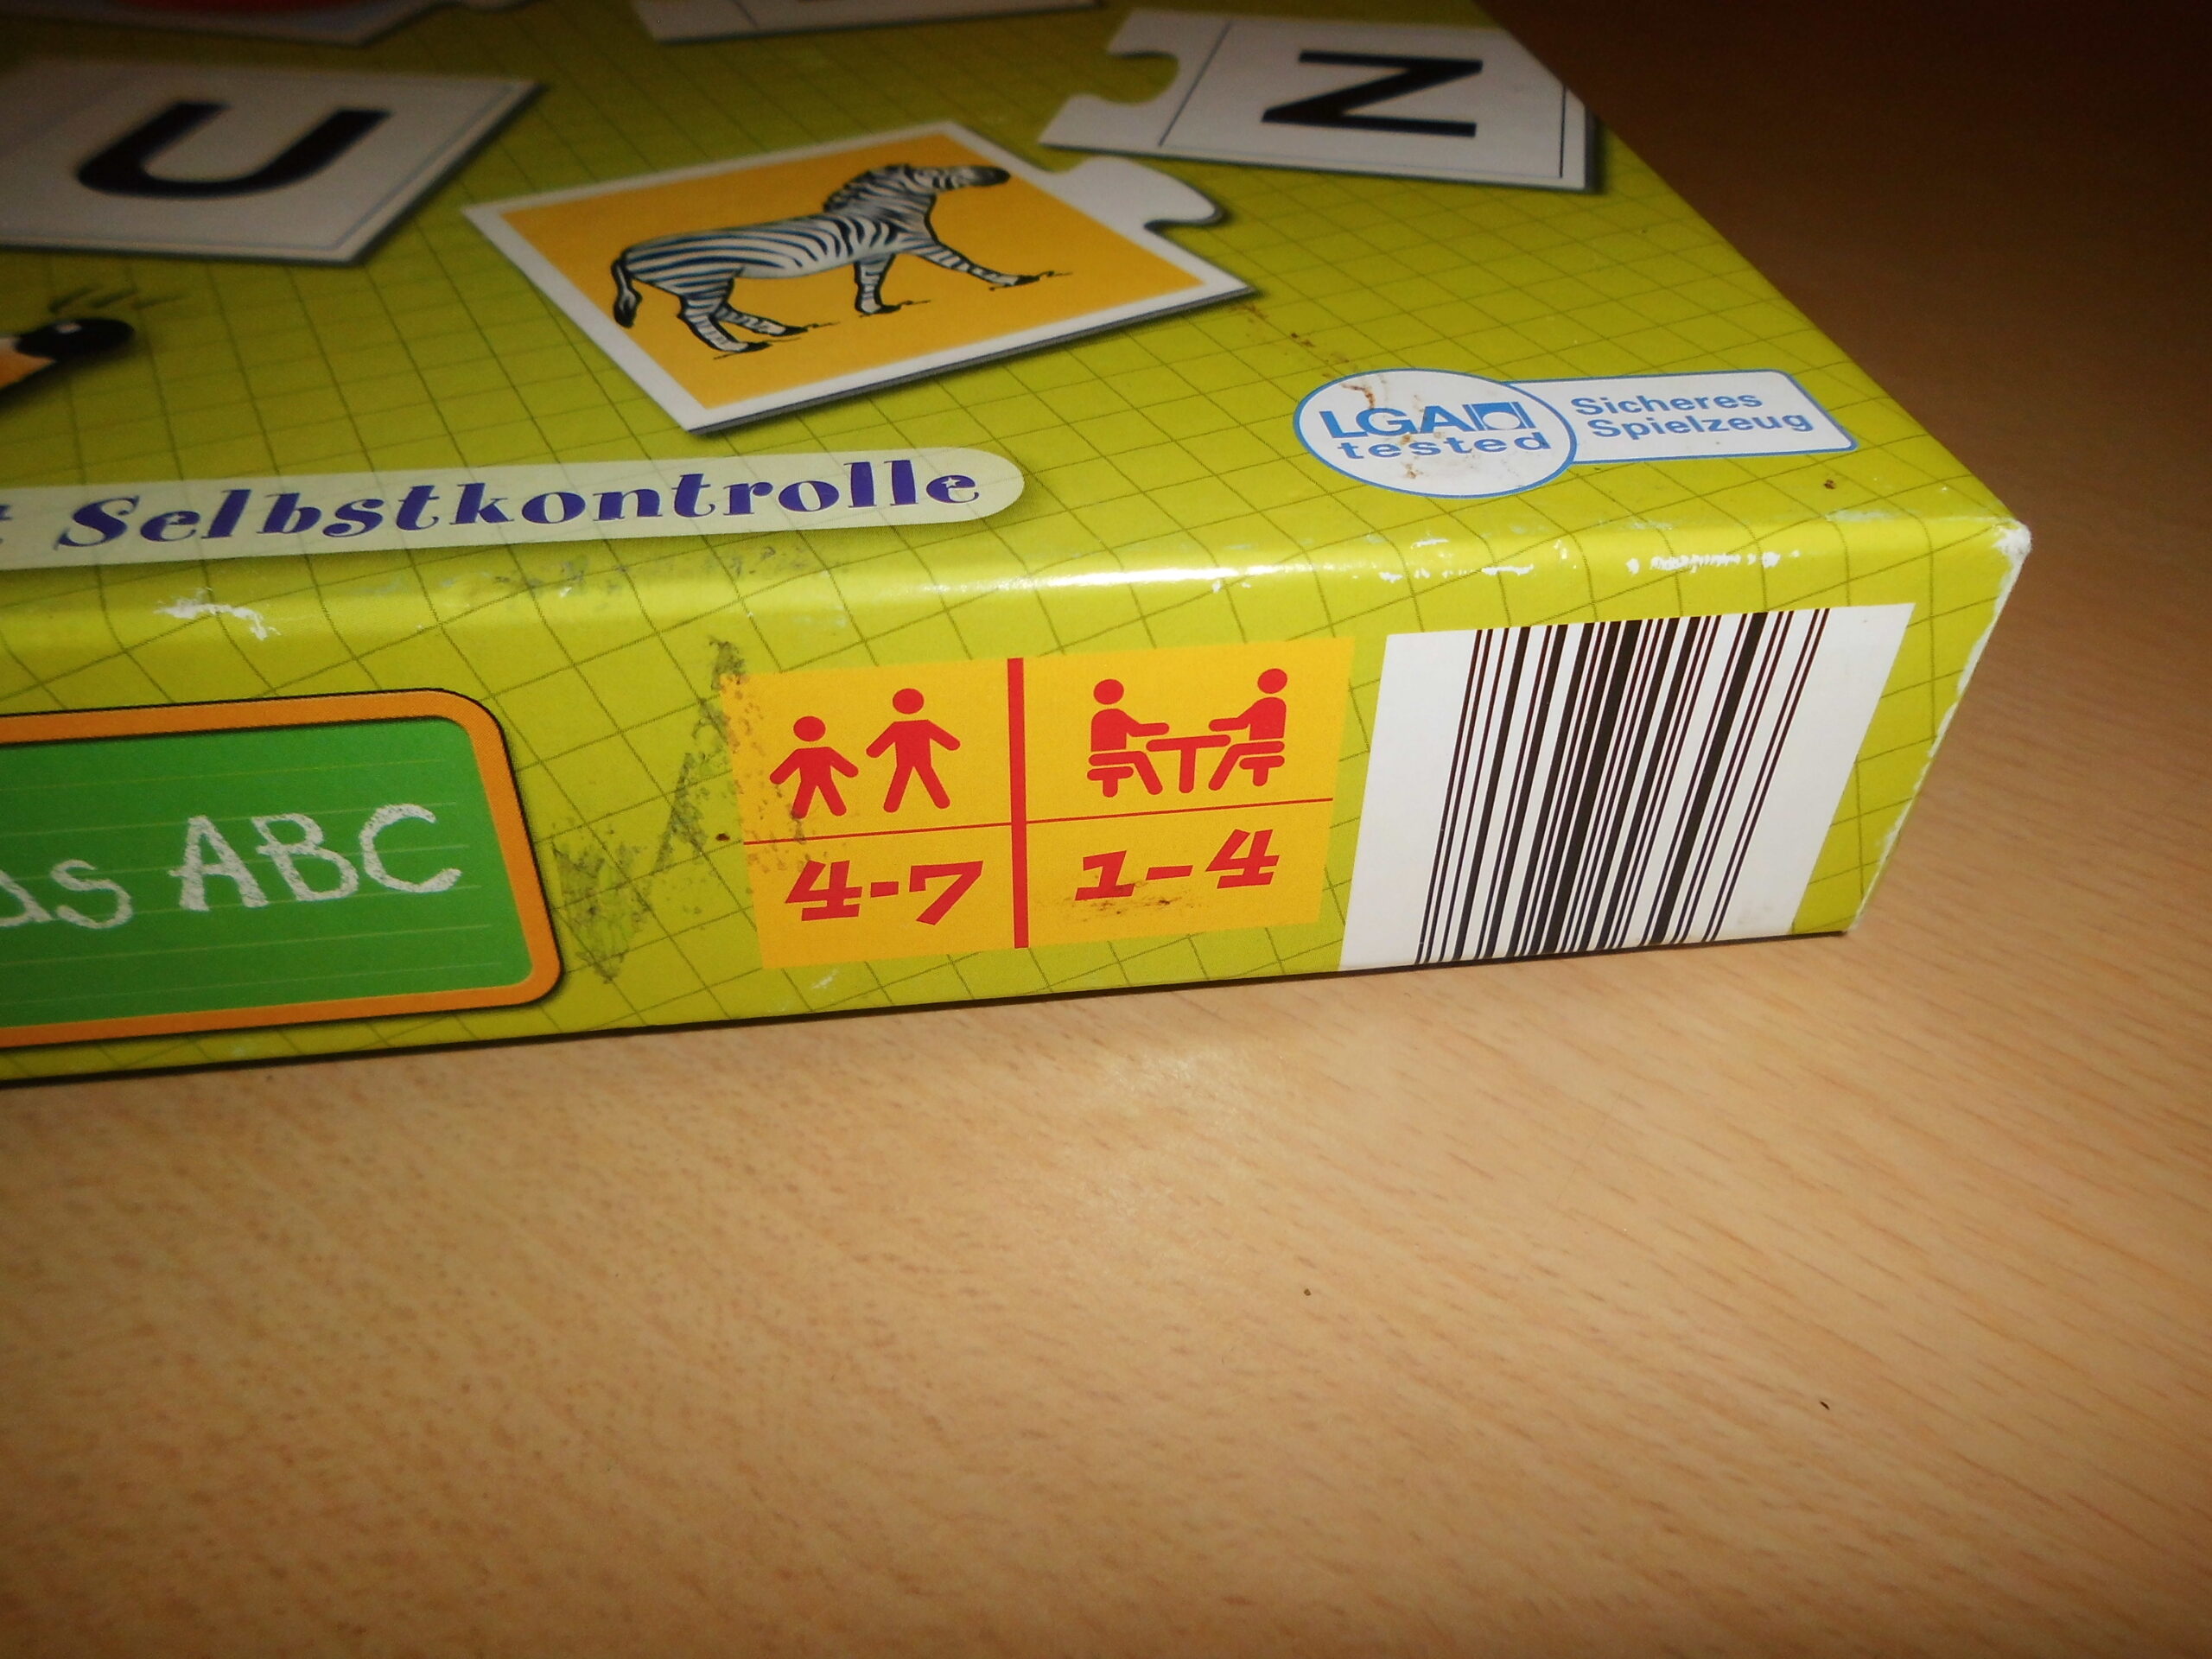 U
N
LGA
tested
Sicheres
Spielzeug
Selbstkontrolle
ABC
4-7
1-4